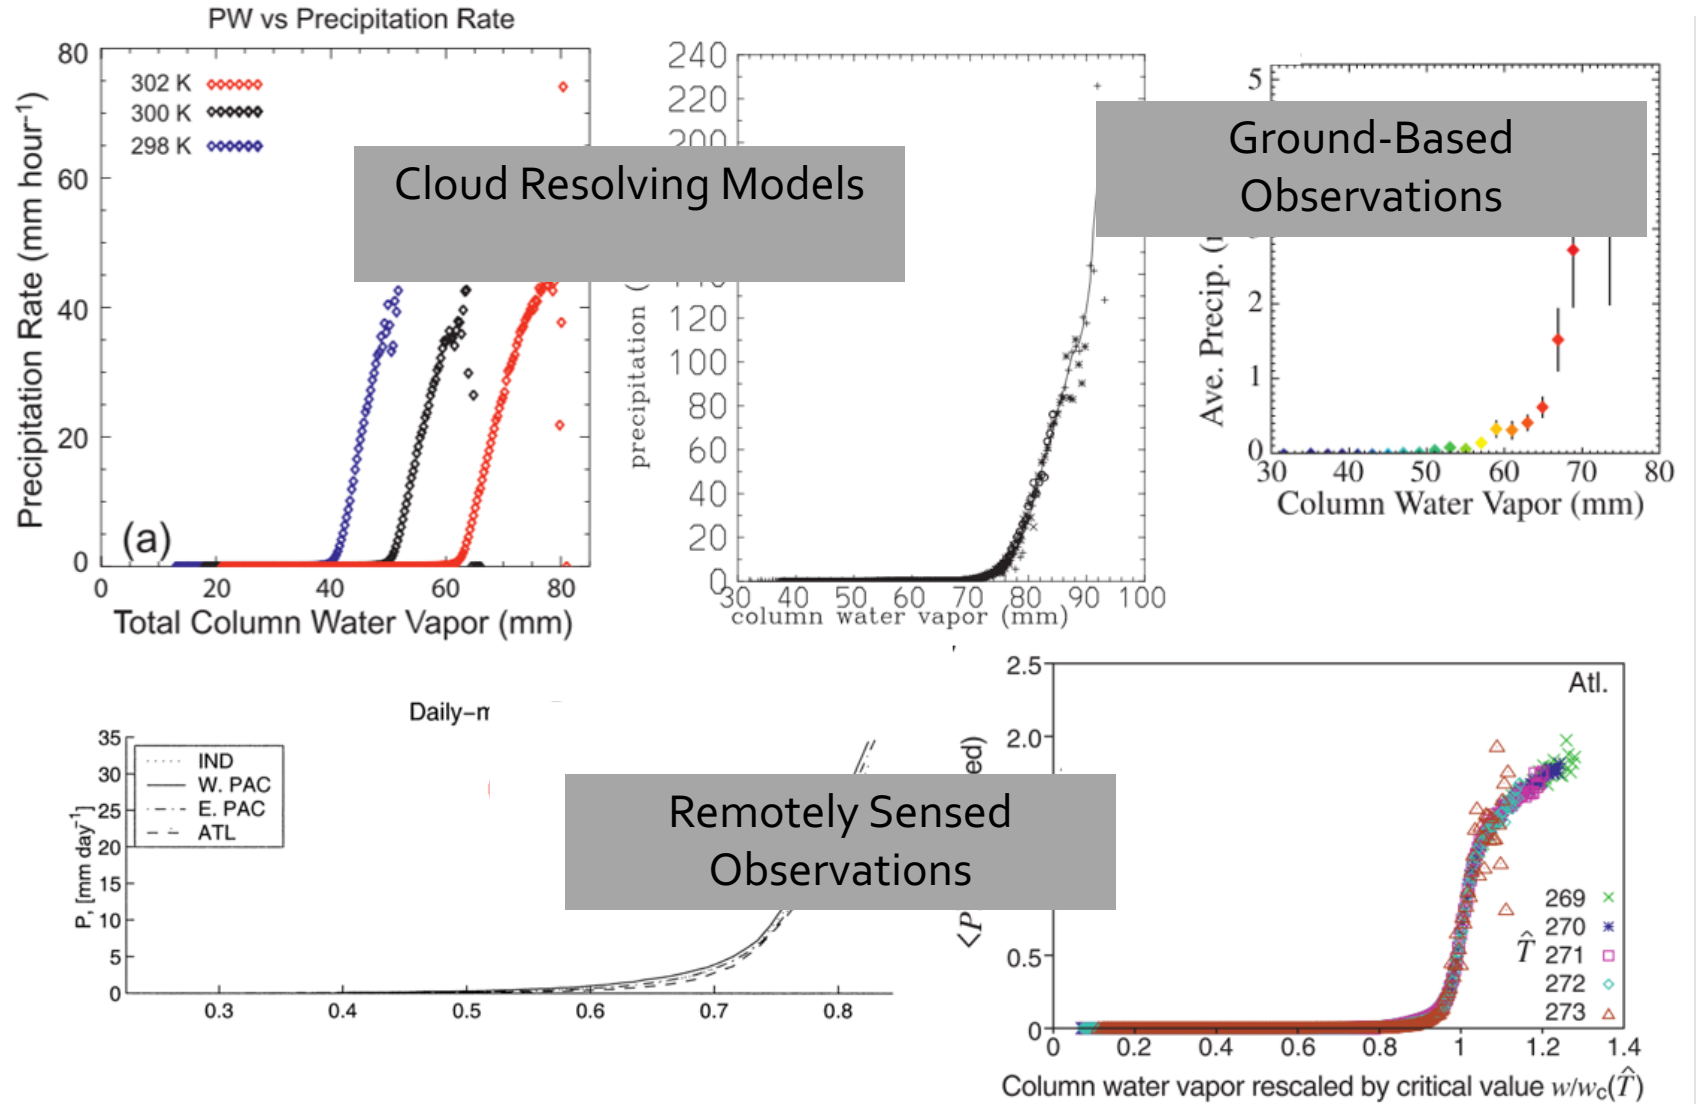 PW vs Precipitation Rate
80
60
40
20
0
Precipitation Rate (mm hour⁻¹)
302 K
300 K
298 K
(a)
0 20 40 60 80
Total Column Water Vapor (mm)
Cloud Resolving Models
240
220
200
120
100
80
60
40
20
0
precipitation (
30 40 50 60 70 80 90 100
column water vapor (mm)
Ground-Based
Observations
5
2
1
0
Ave. Precip. (
30 40 50 60 70 80
Column Water Vapor (mm)
Daily-m
35
30
25
20
15
10
5
0
P, [mm day⁻¹]
IND
W. PAC
E. PAC
ATL
0.3 0.4 0.5 0.6 0.7 0.8
Remotely Sensed
Observations
2.5
2.0
0.5
0
<P
ed)
Atl.
T̂
269
270
271
272
273
0 0.2 0.4 0.6 0.8 1 1.2 1.4
Column water vapor rescaled by critical value w/wc(T̂)